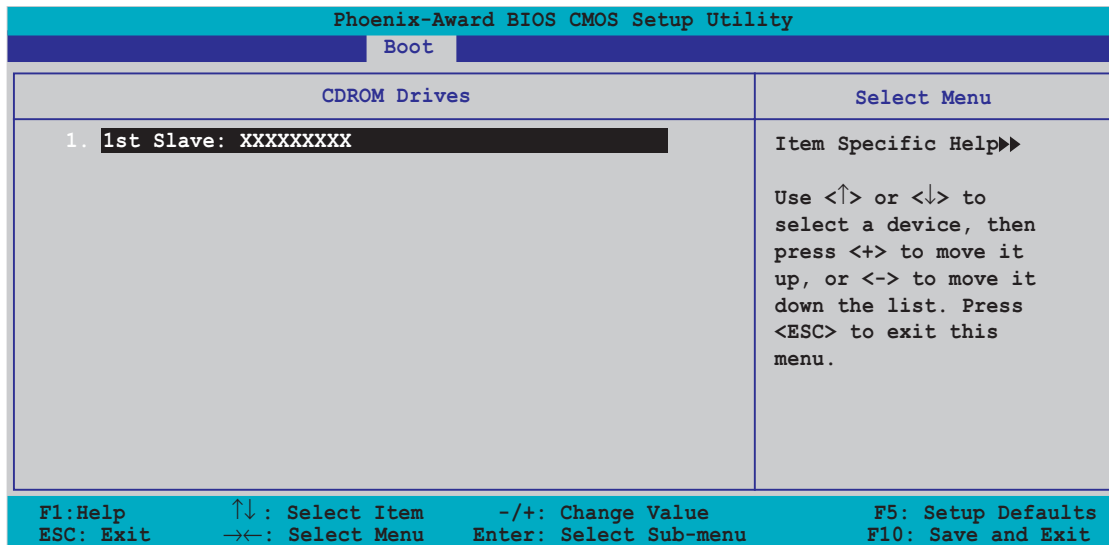 Phoenix-Award BIOS CMOS Setup Utility
Boot
CDROM Drives
Select Menu
1. 1st Slave: XXXXXXXXX
Item Specific Help▶▶
Use <↑> or <↓> to
select a device, then
press <+> to move it
up, or <-> to move it
down the list. Press
<ESC> to exit this
menu.
F1:Help ↑↓: Select Item -/+: Change Value F5: Setup Defaults
ESC: Exit →←: Select Menu Enter: Select Sub-menu F10: Save and Exit